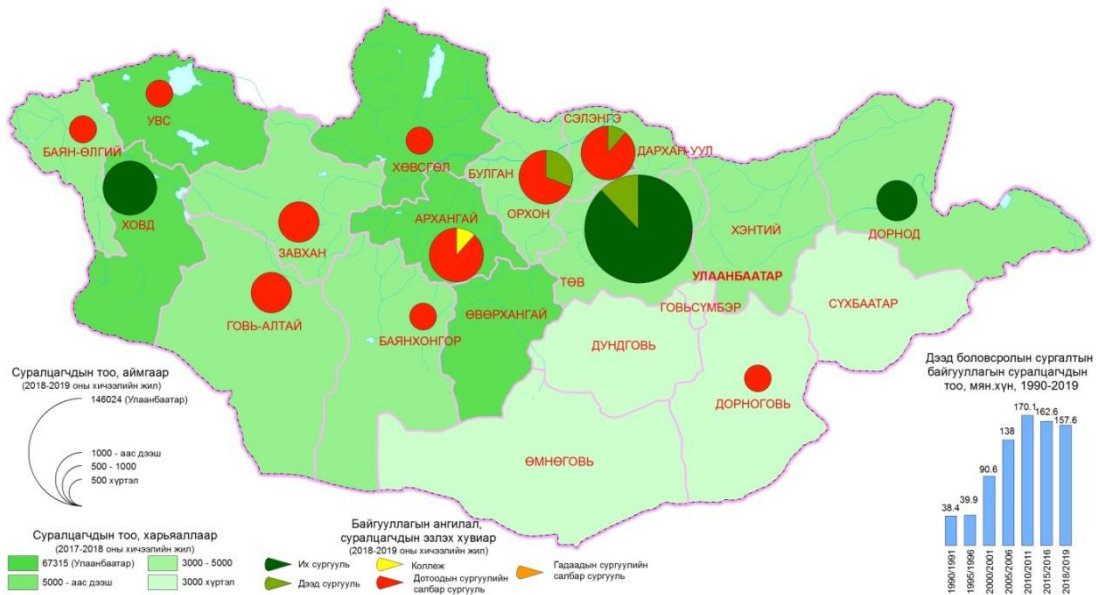 УВС
БАЯН-ӨЛГИЙ
ХОВД
ЗАВХАН
ГОВЬ-АЛТАЙ
ХӨВСГӨЛ
АРХАНГАЙ
БАЯНХОНГОР
ӨВӨРХАНГАЙ
БУЛГАН
ОРХОН
СЭЛЭНГЭ
ДАРХАН-УУЛ
ТӨВ
УЛААНБААТАР
ХЭНТИЙ
ДОРНОД
СҮХБААТАР
ГОВЬСҮМБЭР
ДУНДГОВЬ
ДОРНОГОВЬ
ӨМНӨГОВЬ
Суралцагчдын тоо, аймгаар
(2018-2019 оны хичээлийн жил)
146024 (Улаанбаатар)
1000 - аас дээш
500 - 1000
500 хүртэл
Суралцагчдын тоо, харьяаллаар
(2017-2018 оны хичээлийн жил)
67315 (Улаанбаатар)
5000 - аас дээш
3000 - 5000
3000 хүртэл
Байгууллагын ангилал,
суралцагчдын эзлэх хувиар
(2018-2019 оны хичээлийн жил)
Их сургууль
Дээд сургууль
Коллеж
Дотоодын сургуулийн
салбар сургууль
Гадаадын сургуулийн
салбар сургууль
Дээд боловсролын сургалтын
байгууллагын суралцагчдын
тоо, мян.хүн, 1990-2019
38.4
39.9
90.6
138
170.1
162.6
157.6
1990/1991
1995/1996
2000/2001
2005/2006
2010/2011
2015/2016
2018/2019